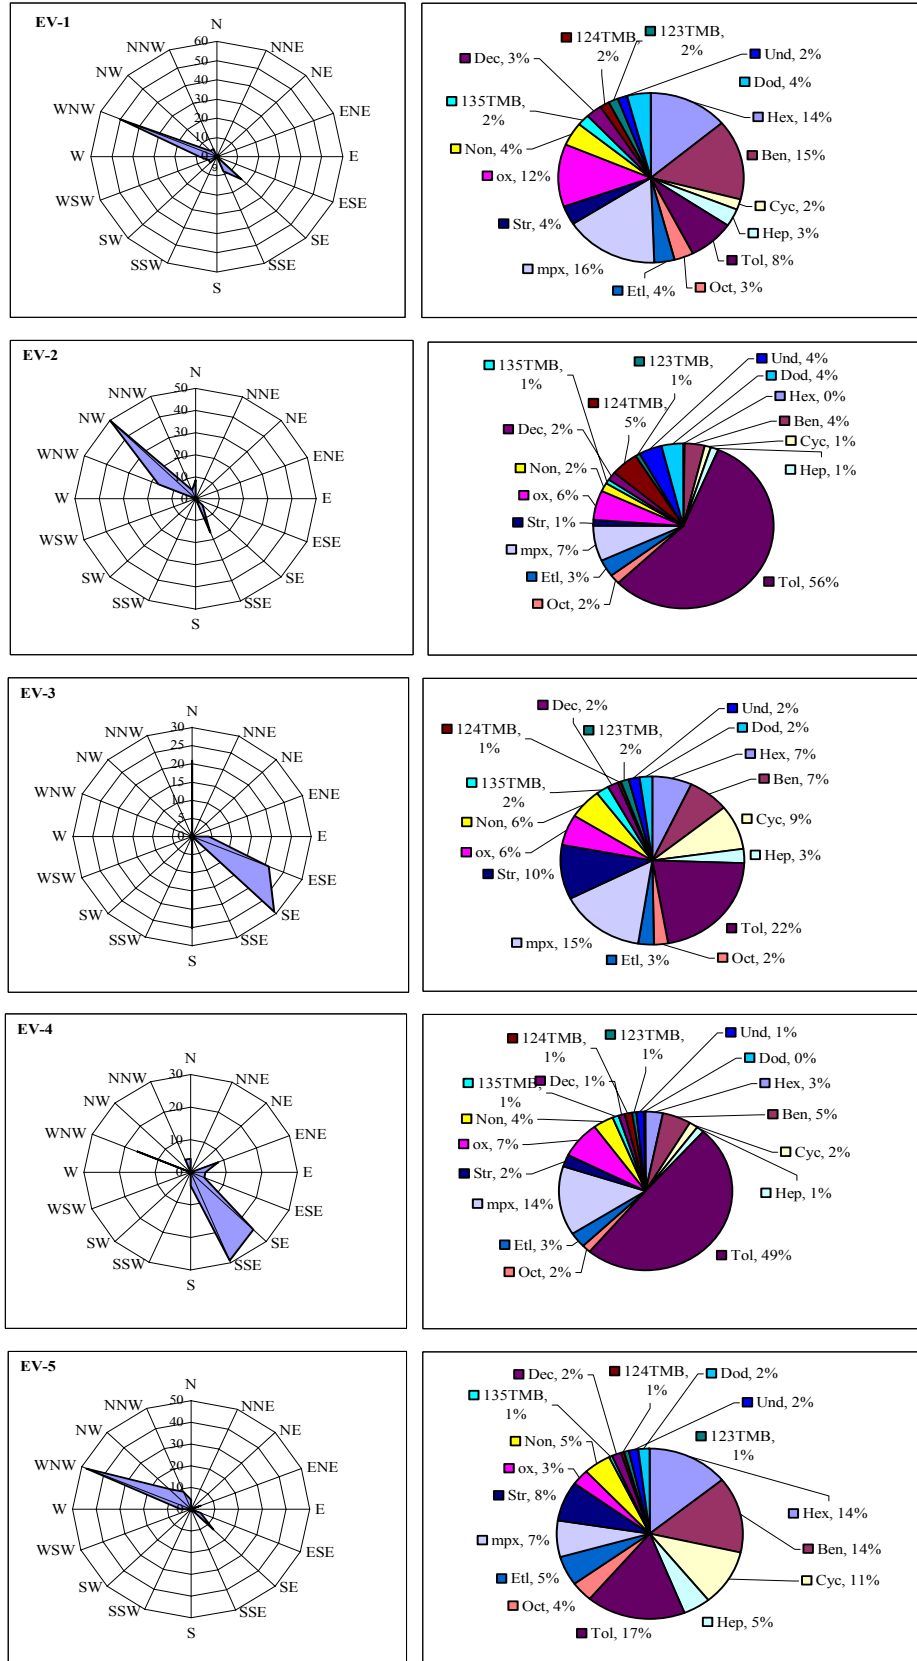 EV-1
N
NNE
NE
ENE
E
ESE
SE
SSE
S
SSW
SW
WSW
W
WNW
NW
NNW
60
50
40
30
20
10
0
Hex, 14%
Ben, 15%
Cyc, 2%
Hep, 3%
Tol, 8%
Oct, 3%
Etl, 4%
mpx, 16%
Str, 4%
ox, 12%
Non, 4%
135TMB,
2%
Dec, 3%
124TMB,
2%
123TMB,
2%
Und, 2%
Dod, 4%
EV-2
N
NNE
NE
ENE
E
ESE
SE
SSE
S
SSW
SW
WSW
W
WNW
NW
NNW
50
40
30
20
10
0
Hex, 0%
Ben, 4%
Cyc, 1%
Hep, 1%
Tol, 56%
Oct, 2%
Etl, 3%
mpx, 7%
Str, 1%
ox, 6%
Non, 2%
135TMB,
1%
Dec, 2%
124TMB,
5%
123TMB,
1%
Und, 4%
Dod, 4%
EV-3
N
NNE
NE
ENE
E
ESE
SE
SSE
S
SSW
SW
WSW
W
WNW
NW
NNW
30
25
20
15
10
5
0
Hex, 7%
Ben, 7%
Cyc, 9%
Hep, 3%
Tol, 22%
Oct, 2%
Etl, 3%
mpx, 15%
Str, 10%
ox, 6%
Non, 6%
135TMB,
2%
Dec, 2%
124TMB,
1%
123TMB,
2%
Und, 2%
Dod, 2%
EV-4
N
NNE
NE
ENE
E
ESE
SE
SSE
S
SSW
SW
WSW
W
WNW
NW
NNW
30
20
10
0
Hex, 3%
Ben, 5%
Cyc, 2%
Hep, 1%
Tol, 49%
Oct, 2%
Etl, 3%
mpx, 14%
Str, 2%
ox, 7%
Non, 4%
135TMB,
1%
Dec, 1%
124TMB,
1%
123TMB,
1%
Und, 1%
Dod, 0%
EV-5
N
NNE
NE
ENE
E
ESE
SE
SSE
S
SSW
SW
WSW
W
WNW
NW
NNW
50
40
30
20
10
0
Hex, 14%
Ben, 14%
Cyc, 11%
Hep, 5%
Tol, 17%
Oct, 4%
Etl, 5%
mpx, 7%
Str, 8%
ox, 3%
Non, 5%
135TMB,
1%
Dec, 2%
124TMB,
1%
123TMB,
1%
Und, 2%
Dod, 2%